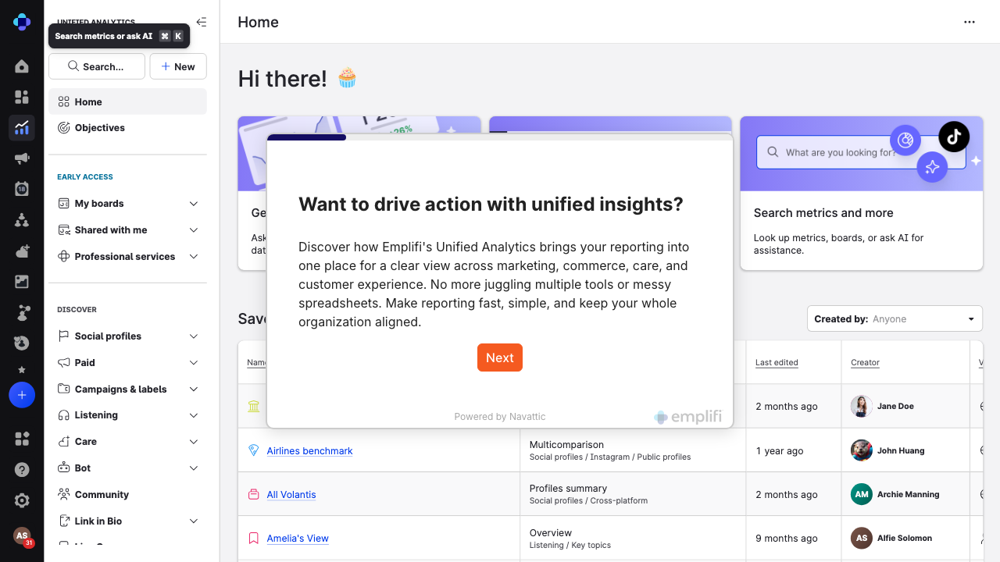 UNIFIED ANALYTICS
Search metrics or ask AI ⌘ K
Search...
New
Home
Objectives
EARLY ACCESS
My boards
Shared with me
Professional services
DISCOVER
Social profiles
Paid
Campaigns & labels
Listening
Care
Bot
Community
Link in Bio
18
AS
31
Home
Hi there!
26%
What are you looking for?
Search metrics and more
Look up metrics, boards, or ask AI for
assistance.
Want to drive action with unified insights?
Discover how Emplifi's Unified Analytics brings your reporting into
one place for a clear view across marketing, commerce, care, and
customer experience. No more juggling multiple tools or messy
spreadsheets. Make reporting fast, simple, and keep your whole
organization aligned.
Next
Powered by Navattic
emplifi
Created by: Anyone
Last edited
Creator
2 months ago
Jane Doe
Airlines benchmark
Multicomparison
Social profiles / Instagram / Public profiles
1 year ago
John Huang
All Volantis
Profiles summary
Social profiles / Cross-platform
2 months ago
AM
Archie Manning
Amelia's View
Overview
Listening / Key topics
9 months ago
AS
Alfie Solomon